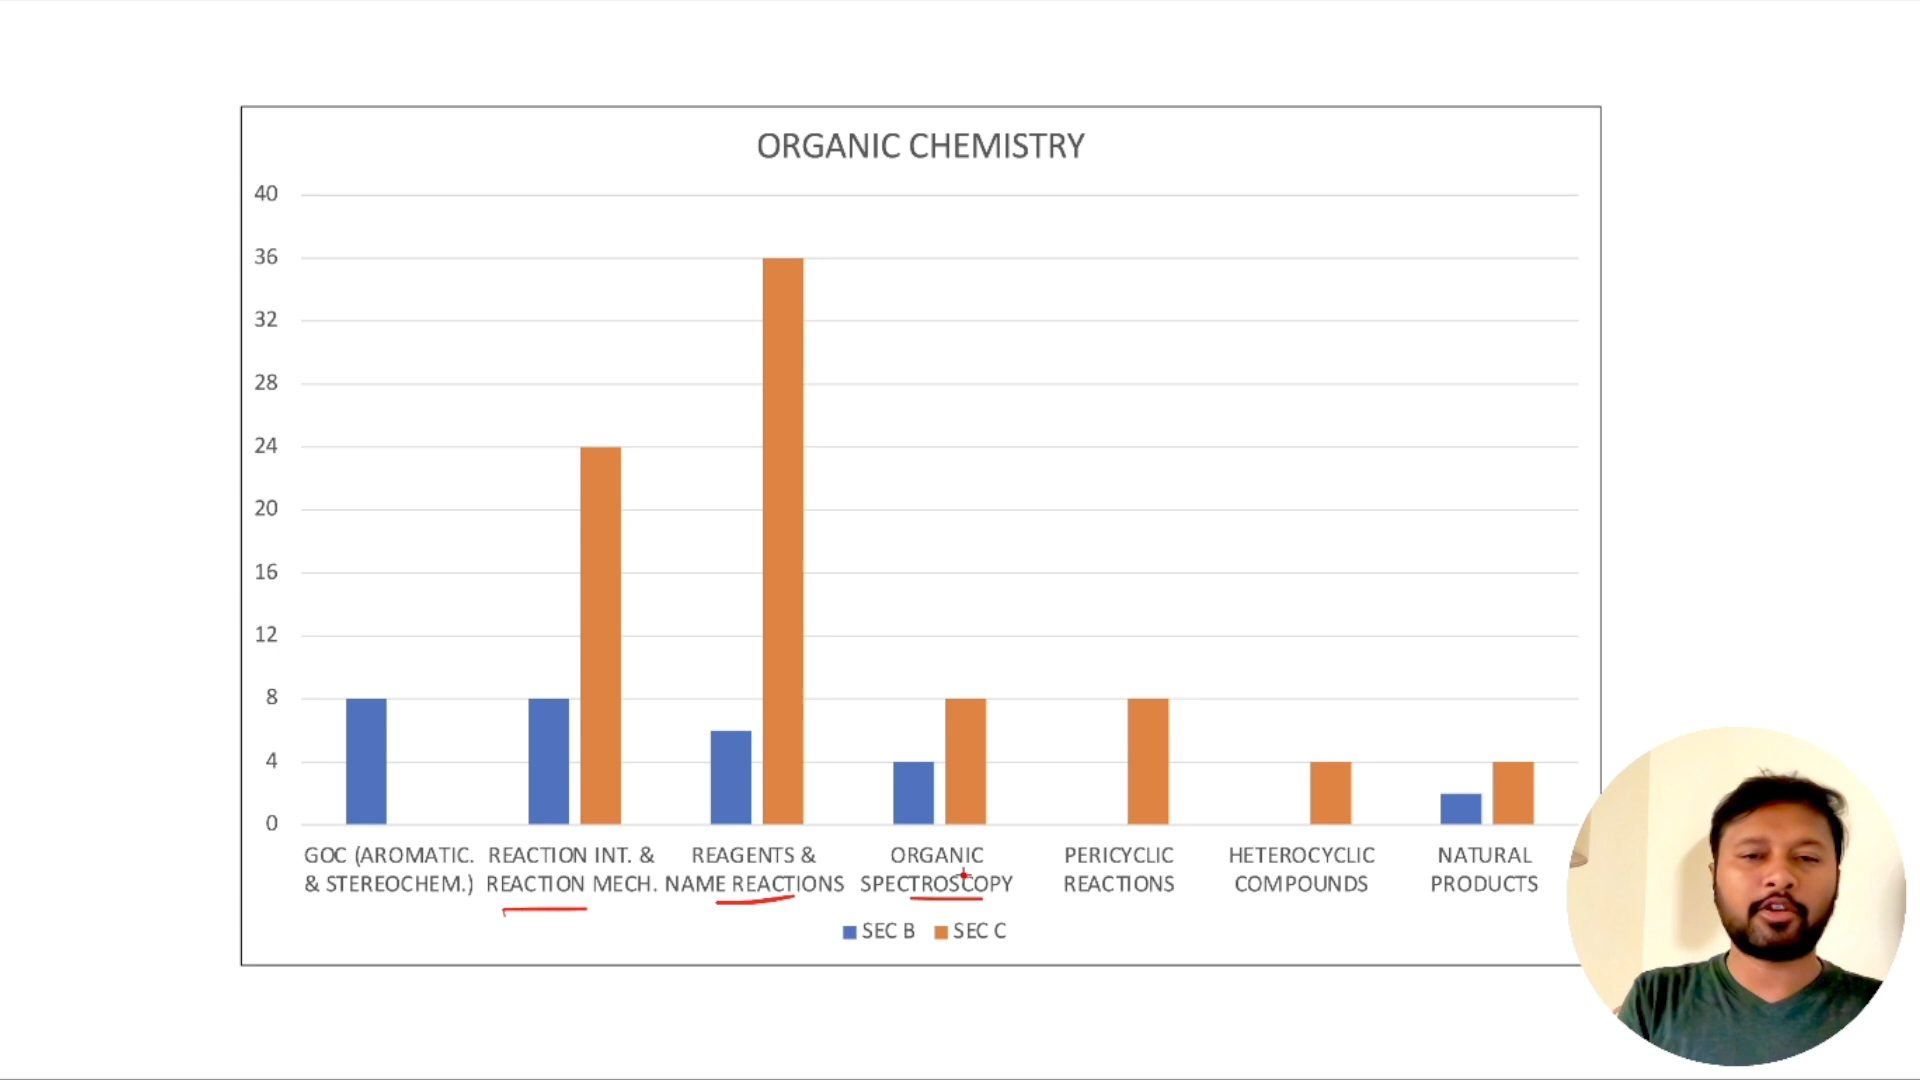 ORGANIC CHEMISTRY
40
36
32
28
24
20
16
12
8
4
0
GOC (AROMATIC. & STEREOCHEM.)
REACTION INT. & REACTION MECH.
REAGENTS & NAME REACTIONS
ORGANIC SPECTROSCOPY
PERICYCLIC REACTIONS
HETEROCYCLIC COMPOUNDS
NATURAL PRODUCTS
SEC B SEC C